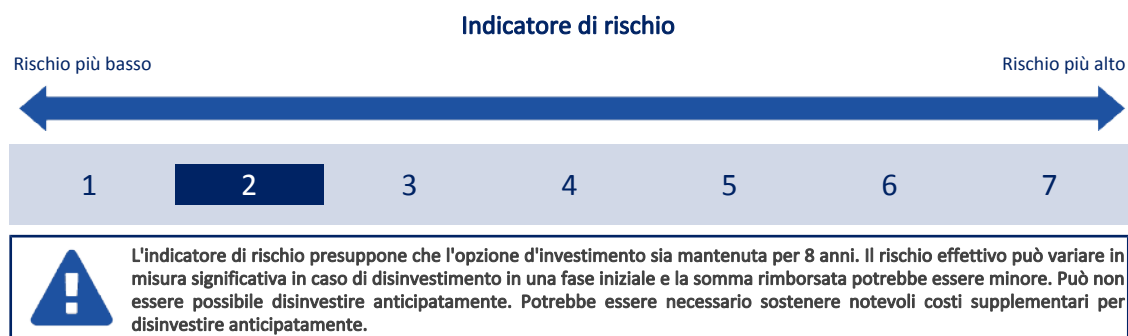 Indicatore di rischio
Rischio più basso Rischio più alto
1 2 3 4 5 6 7
L'indicatore di rischio presuppone che l'opzione d'investimento sia mantenuta per 8 anni. Il rischio effettivo può variare in
misura significativa in caso di disinvestimento in una fase iniziale e la somma rimborsata potrebbe essere minore. Può non
essere possibile disinvestire anticipatamente. Potrebbe essere necessario sostenere notevoli costi supplementari per
disinvestire anticipatamente.